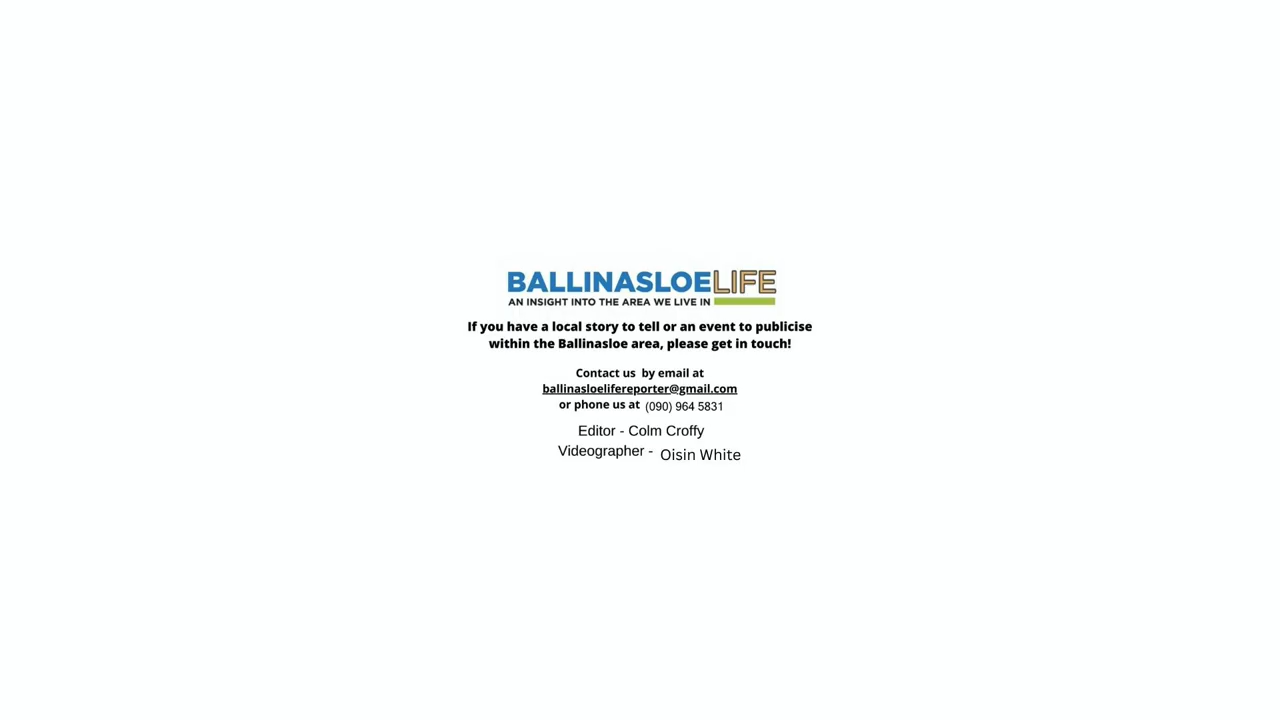 BALLINASLOELIFE
AN INSIGHT INTO THE AREA WE LIVE IN
If you have a local story to tell or an event to publicise
within the Ballinasloe area, please get in touch!
Contact us by email at
ballinasloelifereporter@gmail.com
or phone us at (090) 964 5831
Editor - Colm Croffy
Videographer - Oisin White